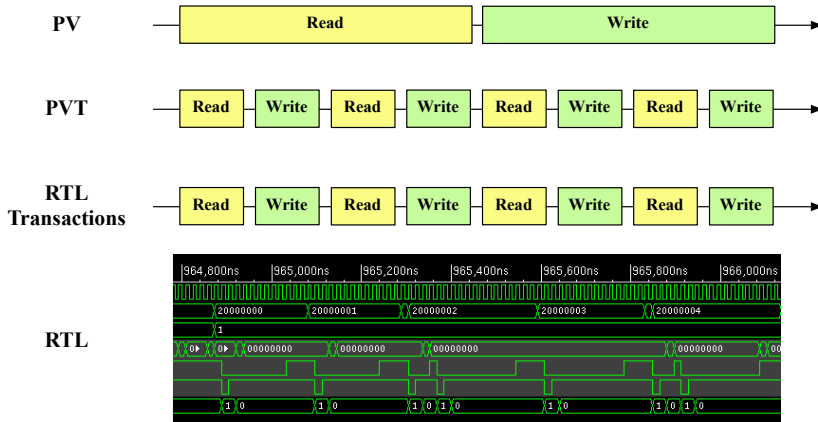 PV
Read Write
PVT
Read Write Read Write Read Write Read Write
RTL
Transactions
Read Write Read Write Read Write Read Write
RTL
964,800ns 965,000ns 965,200ns 965,400ns 965,600ns 965,800ns 966,000ns
20000000 20000001 20000002 20000003 20000004
1
0 0 00000000 00000000 00000000 00000000 00
1 0 1 0 1 0 1 0 1 0 1 0 1 0